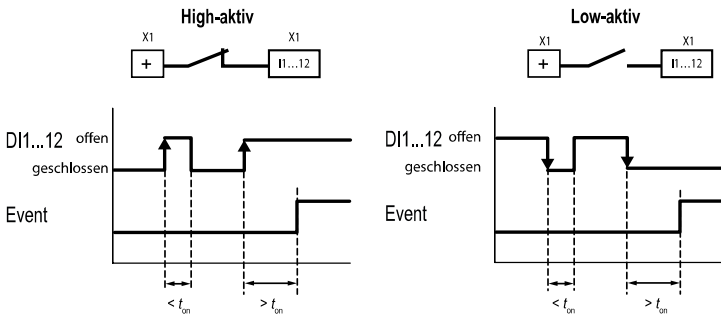 High-aktiv
X1 X1
+ I1...12
DI1...12 offen
geschlossen
Event
< ton > ton
Low-aktiv
X1 X1
+ I1...12
DI1...12 offen
geschlossen
Event
< ton > ton